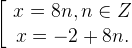 x = 8n, n ∈ Z
x = -2 + 8n.